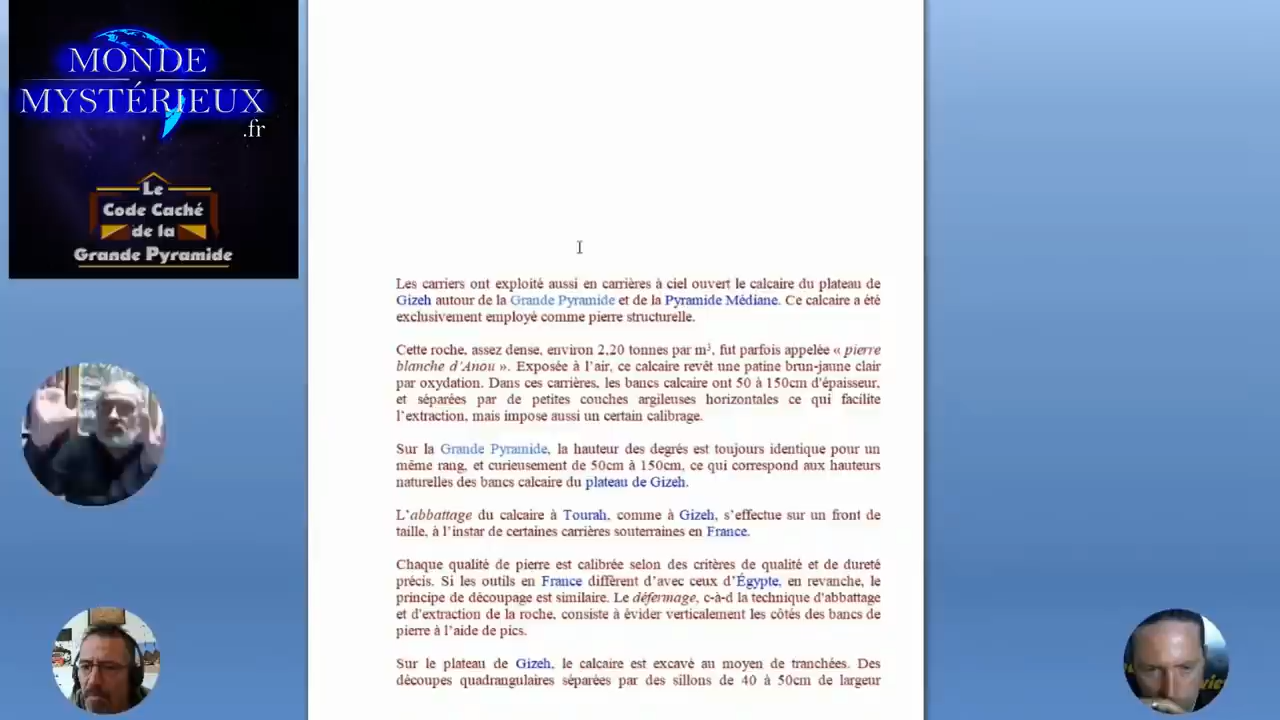 MONDE
MYSTÉRIEUX
.fr
Le
Code Caché
de la
Grande Pyramide
Les carriers ont exploité aussi en carrières à ciel ouvert le calcaire du plateau de
Gizeh autour de la Grande Pyramide et de la Pyramide Médiane. Ce calcaire a été
exclusivement employé comme pierre structurelle.
Cette roche, assez dense, environ 2,20 tonnes par m³, fut parfois appelée « pierre
blanche d’Anou ». Exposée à l’air, ce calcaire revêt une patine brun-jaune clair
par oxydation. Dans ces carrières, les bancs calcaire ont 50 à 150cm d'épaisseur,
et séparées par de petites couches argileuses horizontales ce qui facilite
l’extraction, mais impose aussi un certain calibrage.
Sur la Grande Pyramide, la hauteur des degrés est toujours identique pour un
même rang, et curieusement de 50cm à 150cm, ce qui correspond aux hauteurs
naturelles des bancs calcaire du plateau de Gizeh.
L’abbattage du calcaire à Tourah, comme à Gizeh, s’effectue sur un front de
taille, à l’instar de certaines carrières souterraines en France.
Chaque qualité de pierre est calibrée selon des critères de qualité et de dureté
précis. Si les outils en France diffèrent d’avec ceux d’Égypte, en revanche, le
principe de découpage est similaire. Le défermage, c-à-d la technique d'abbattage
et d'extraction de la roche, consiste à évider verticalement les côtés des bancs de
pierre à l’aide de pics.
Sur le plateau de Gizeh, le calcaire est excavé au moyen de tranchées. Des
découpes quadrangulaires séparées par des sillons de 40 à 50cm de largeur